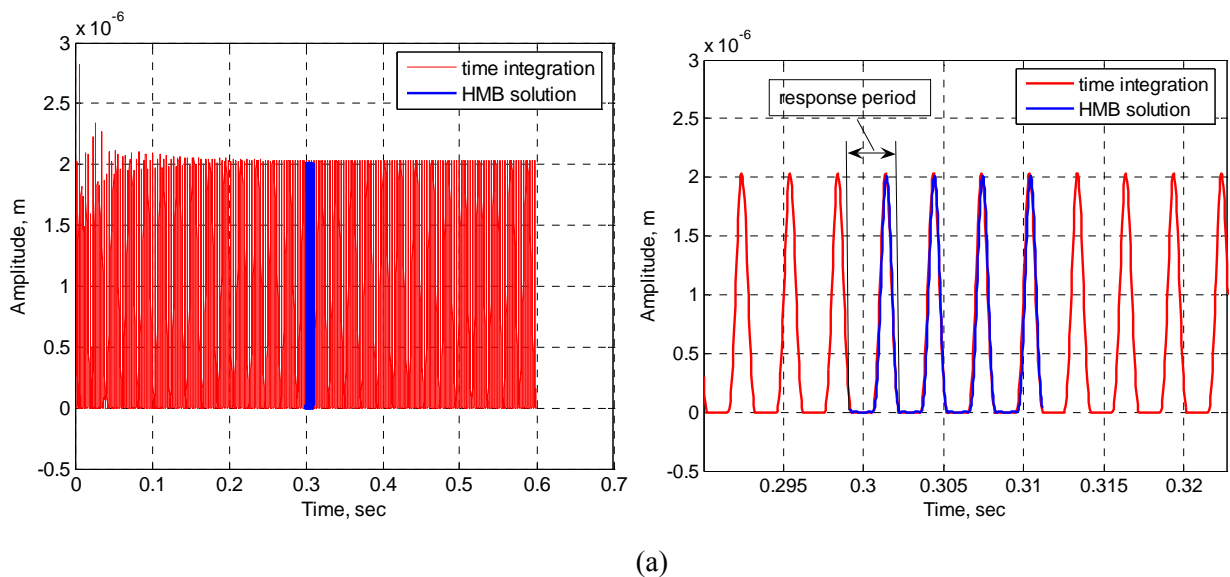 x 10^-6
3
2.5
2
1.5
1
0.5
0
-0.5
0 0.1 0.2 0.3 0.4 0.5 0.6 0.7
Time, sec
Amplitude, m
time integration
HMB solution
x 10^-6
3
2.5
2
1.5
1
0.5
0
-0.5
0.295 0.3 0.305 0.31 0.315 0.32
Time, sec
Amplitude, m
response period
time integration
HMB solution
(a)